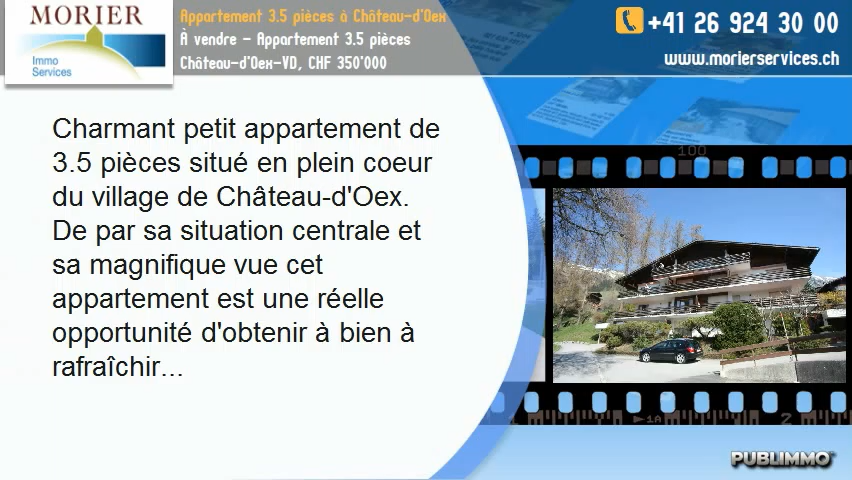 MORIER
Immo
Services
Appartement 3.5 pièces à Château-d'Oex
À vendre - Appartement 3.5 pièces
Château-d'Oex-VD, CHF 350'000
+41 26 924 30 00
www.morierservices.ch
Charmant petit appartement de
3.5 pièces situé en plein coeur
du village de Château-d'Oex.
De par sa situation centrale et
sa magnifique vue cet
appartement est une réelle
opportunité d'obtenir à bien à
rafraîchir...
100
1A
2
PUBLIMMO